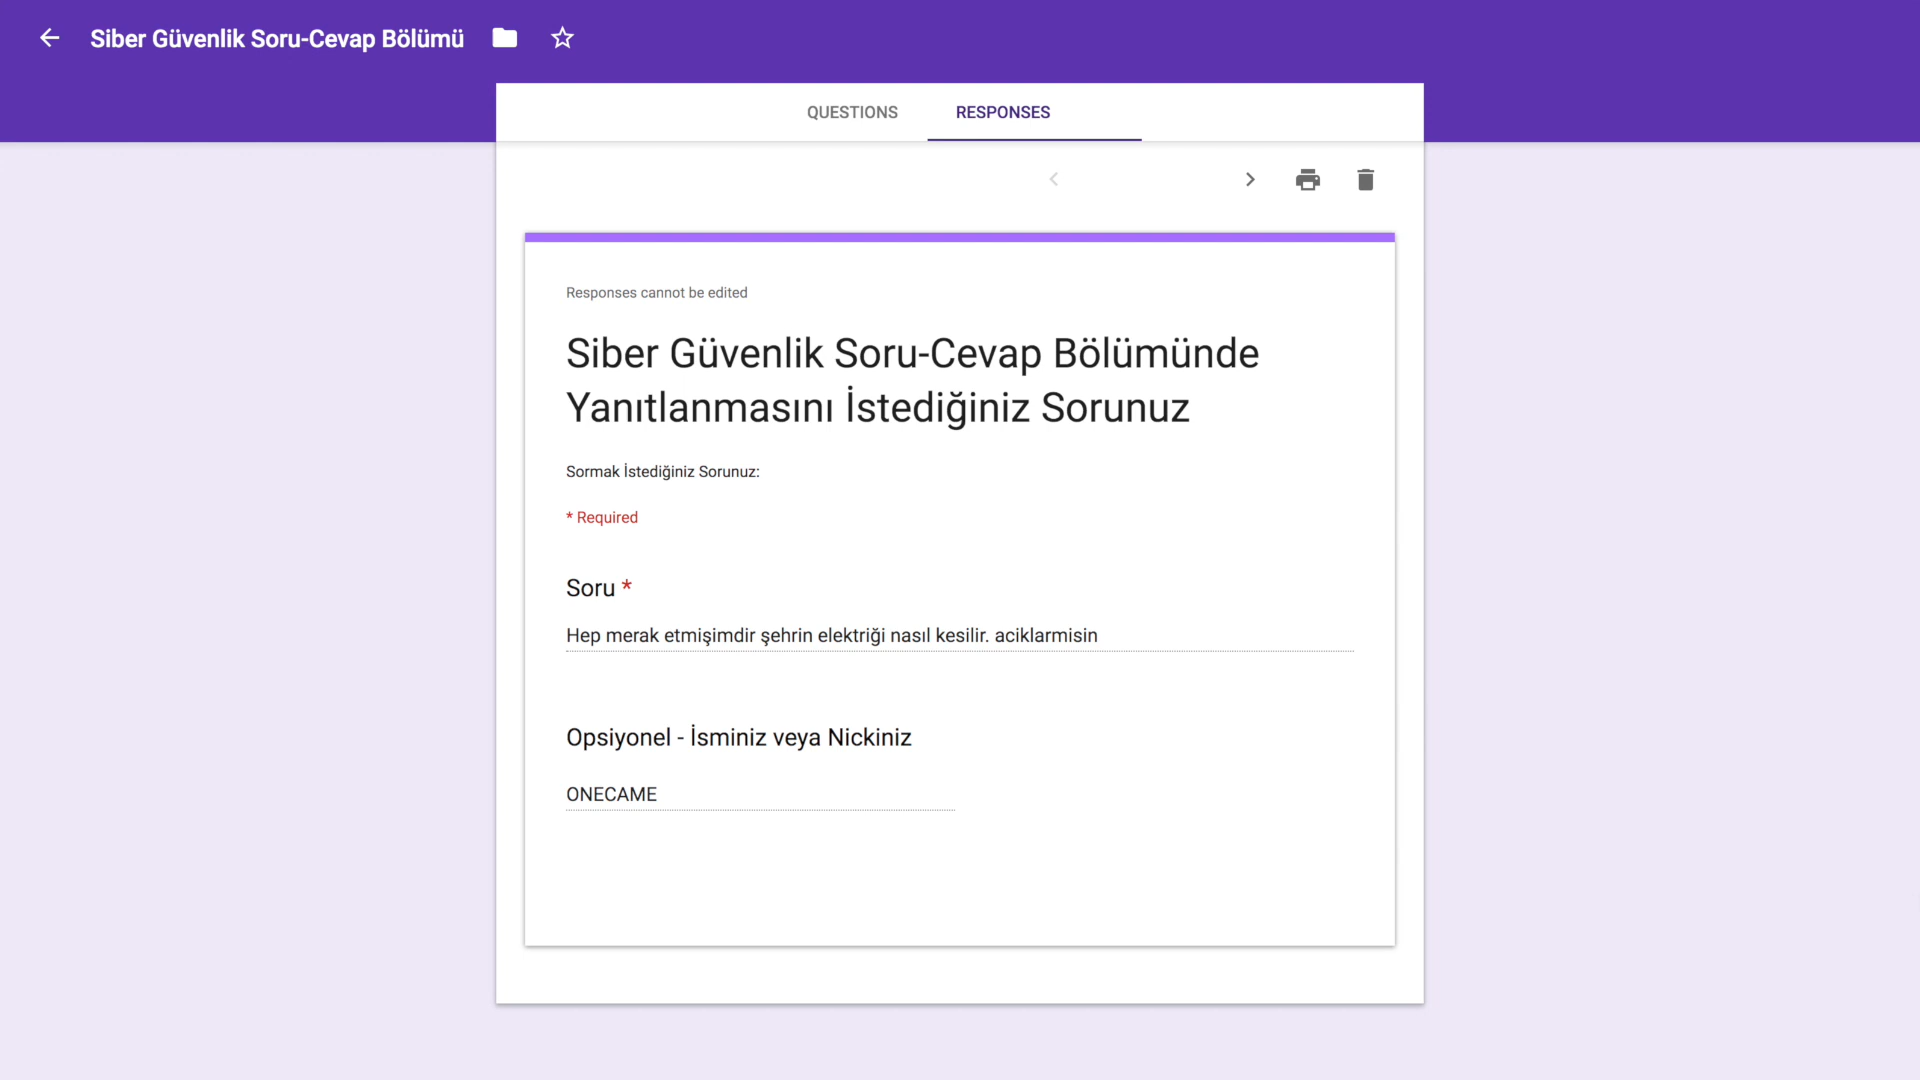 Siber Güvenlik Soru-Cevap Bölümü
QUESTIONS
RESPONSES
Responses cannot be edited
Siber Güvenlik Soru-Cevap Bölümünde
Yanıtlanmasını İstediğiniz Sorunuz
Sormak İstediğiniz Sorunuz:
* Required
Soru *
Hep merak etmişimdir şehrin elektriği nasıl kesilir. aciklarmisin
Opsiyonel - İsminiz veya Nickiniz
ONECAME